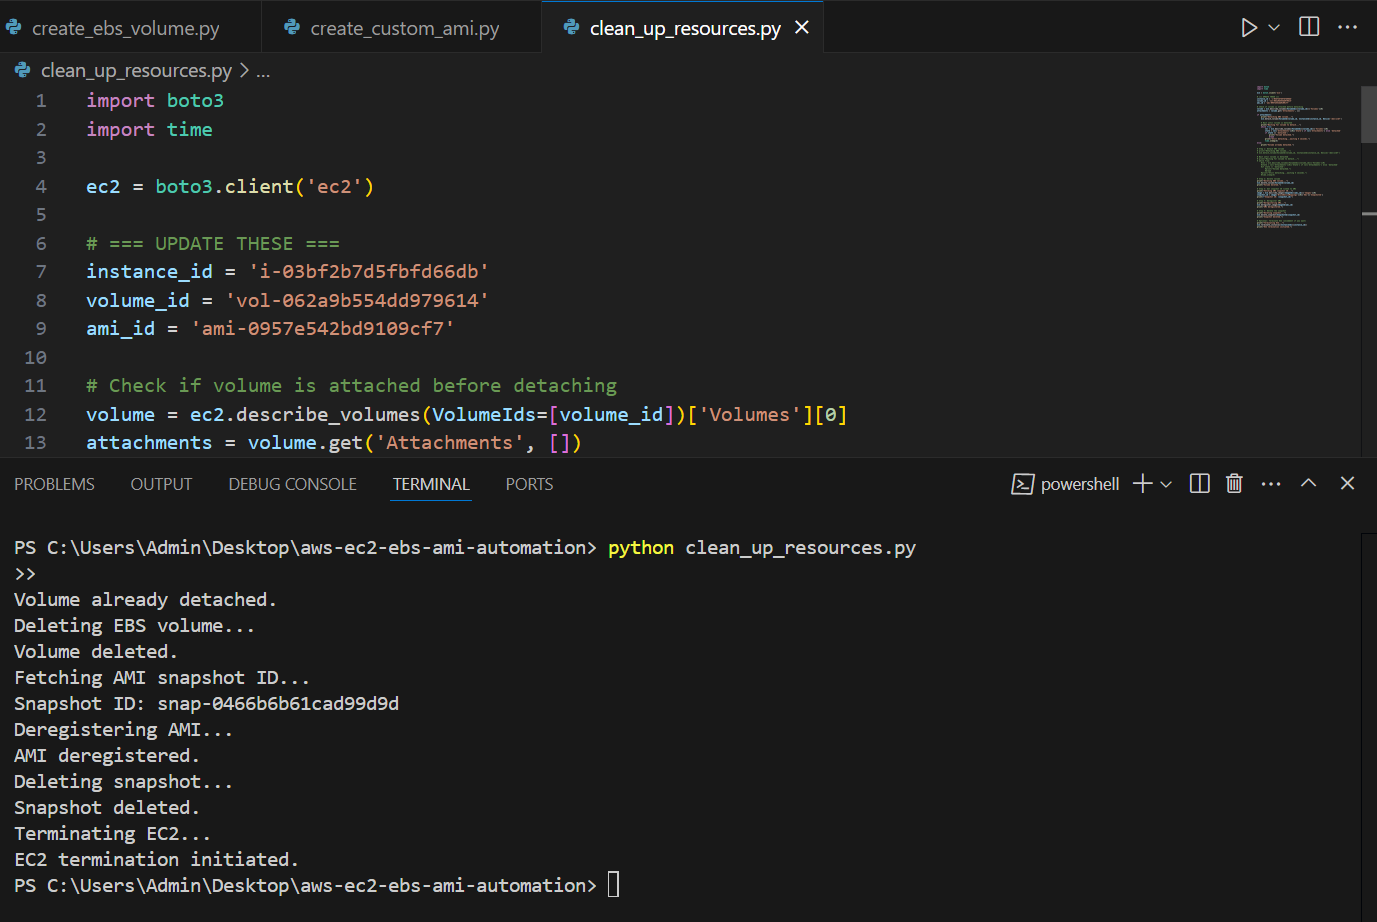 create_ebs_volume.py create_custom_ami.py clean_up_resources.py
clean_up_resources.py > ...
1 import boto3
2 import time
3
4 ec2 = boto3.client('ec2')
5
6 # === UPDATE THESE ===
7 instance_id = 'i-03bf2b7d5fbfd66db'
8 volume_id = 'vol-062a9b554dd979614'
9 ami_id = 'ami-0957e542bd9109cf7'
10
11 # Check if volume is attached before detaching
12 volume = ec2.describe_volumes(VolumeIds=[volume_id])['Volumes'][0]
13 attachments = volume.get('Attachments', [])
PROBLEMS OUTPUT DEBUG CONSOLE TERMINAL PORTS powershell
PS C:\Users\Admin\Desktop\aws-ec2-ebs-ami-automation> python clean_up_resources.py
>>
Volume already detached.
Deleting EBS volume...
Volume deleted.
Fetching AMI snapshot ID...
Snapshot ID: snap-0466b6b61cad99d9d
Deregistering AMI...
AMI deregistered.
Deleting snapshot...
Snapshot deleted.
Terminating EC2...
EC2 termination initiated.
PS C:\Users\Admin\Desktop\aws-ec2-ebs-ami-automation>